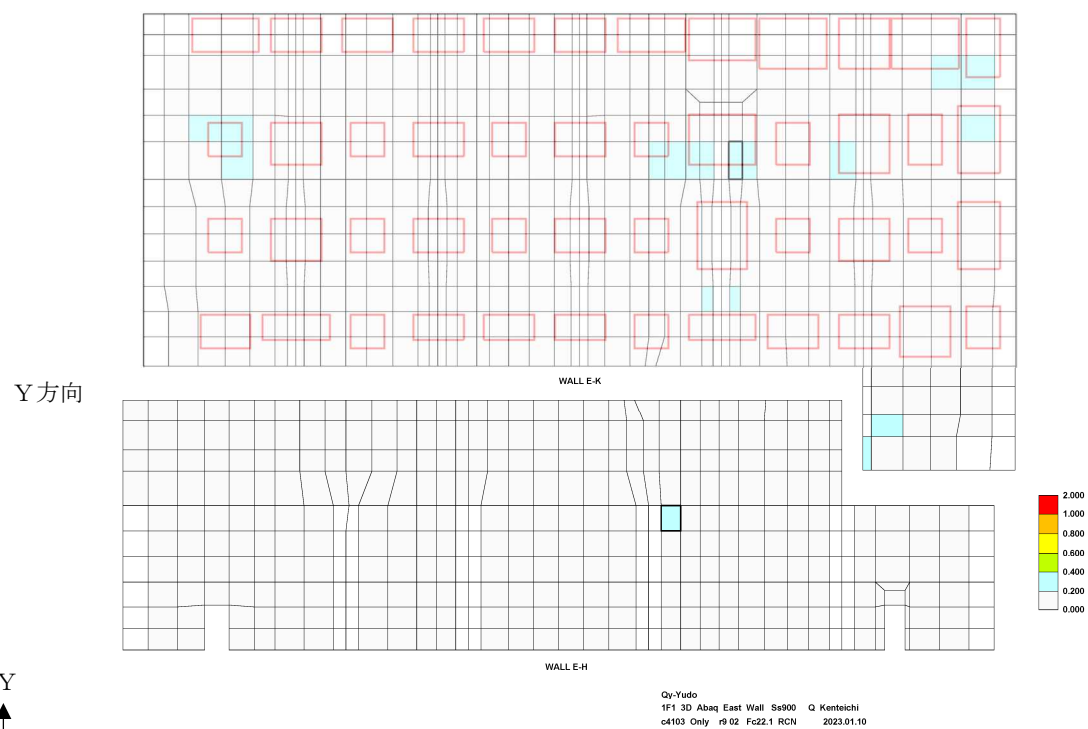 WALL E-K
Y方向
2.000
1.000
0.800
0.600
0.400
0.200
0.000
WALL E-H
Y
Qy-Yudo
1F1 3D Abaq East Wall Ss900 Q Kenteichi
c4103 Only r9 02 Fc22.1 RCN 2023.01.10